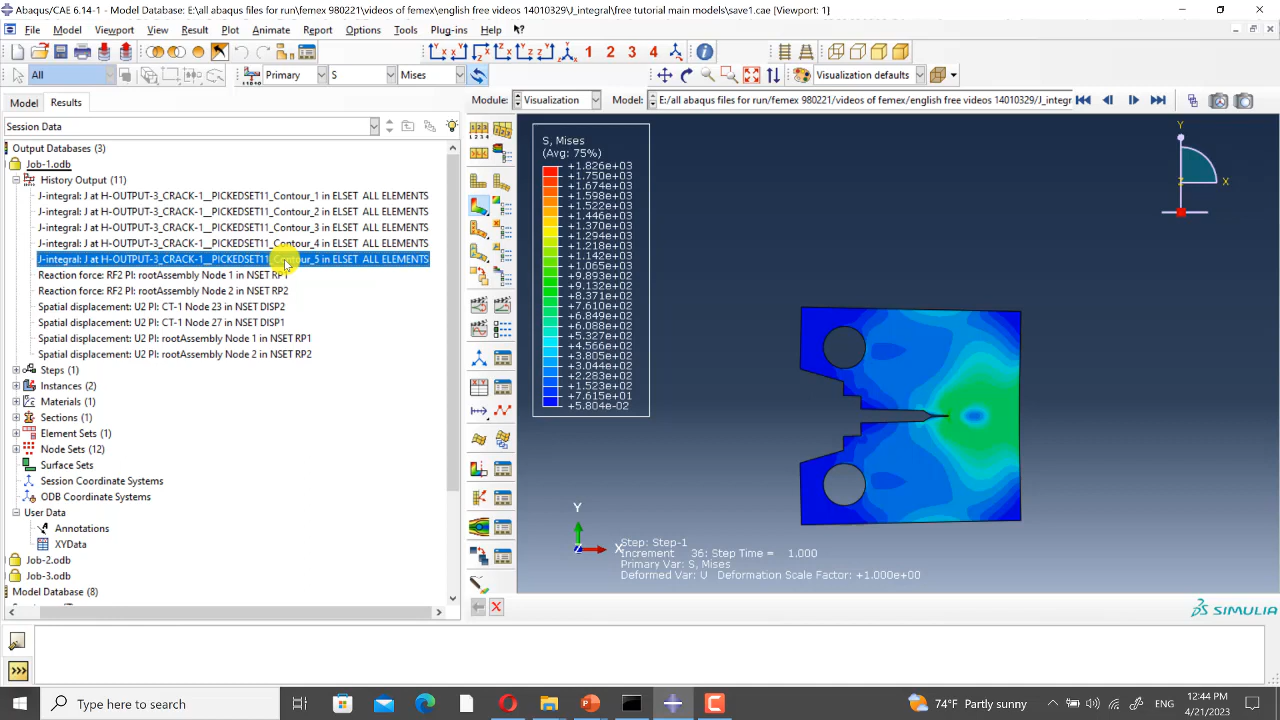 Abaqus/CAE 6.14-1 - Model Database: E:\all abaqus files for run\femex 980221\videos of femex\english free videos 14010329\J_integral\free tutorial main models\save1.cae [Viewport: 1]
File Model Viewport View Result Plot Animate Report Options Tools Plug-ins Help
1 2 3 4
All Primary S Mises Visualization defaults
Model Results Module: Visualization Model: E:/all abaqus files for run/femex 980221/videos of femex/english free videos 14010329/J_integr
Session Data
Output Databases (3)
Job-1.odb
History Output (11)
J-integral: J at H-OUTPUT-3_CRACK-1__PICKEDSET11_Contour_1 in ELSET ALL ELEMENTS
J-integral: J at H-OUTPUT-3_CRACK-1__PICKEDSET11_Contour_2 in ELSET ALL ELEMENTS
J-integral: J at H-OUTPUT-3_CRACK-1__PICKEDSET11_Contour_3 in ELSET ALL ELEMENTS
J-integral: J at H-OUTPUT-3_CRACK-1__PICKEDSET11_Contour_4 in ELSET ALL ELEMENTS
J-integral: J at H-OUTPUT-3_CRACK-1__PICKEDSET11_Contour_5 in ELSET ALL ELEMENTS
Reaction force: RF2 PI: rootAssembly Node 1 in NSET RP1
Reaction force: RF2 PI: rootAssembly Node 2 in NSET RP2
Spatial displacement: U2 PI: CT-1 Node 23 in NSET DISP2
Spatial displacement: U2 PI: CT-1 Node 27 in NSET DISP1
Spatial displacement: U2 PI: rootAssembly Node 1 in NSET RP1
Spatial displacement: U2 PI: rootAssembly Node 2 in NSET RP2
Steps (1)
Instances (2)
Materials (1)
Sections (1)
Element Sets (1)
Node Sets (12)
Surface Sets
Session Coordinate Systems
ODB Coordinate Systems
User Data
Annotations
XYData
Job-2.odb
Job-3.odb
Model Database (8)
S, Mises
(Avg: 75%)
+1.826e+03
+1.750e+03
+1.674e+03
+1.598e+03
+1.522e+03
+1.446e+03
+1.370e+03
+1.294e+03
+1.218e+03
+1.142e+03
+1.065e+03
+9.893e+02
+9.132e+02
+8.371e+02
+7.610e+02
+6.849e+02
+6.088e+02
+5.327e+02
+4.566e+02
+3.805e+02
+3.044e+02
+2.283e+02
+1.523e+02
+7.615e+01
+5.804e-02
Y
Z X
Y
Z X
Step: Step-1
Increment 36: Step Time = 1.000
Primary Var: S, Mises
Deformed Var: U Deformation Scale Factor: +1.000e+00
SIMULIA
>>>
Type here to search
74°F Partly sunny
ENG
12:44 PM
4/21/2023